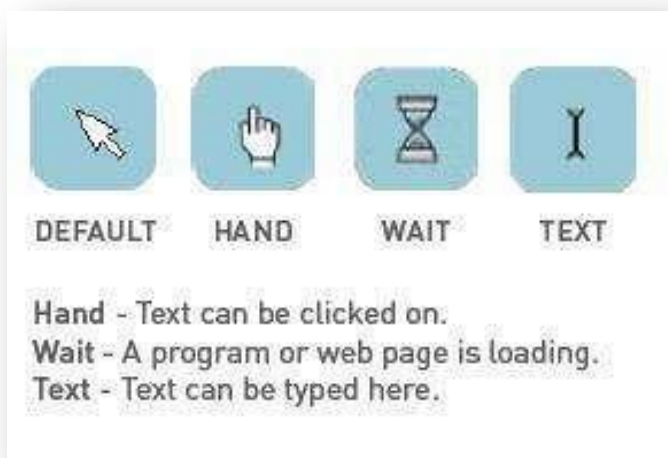 DEFAULT HAND WAIT TEXT
Hand - Text can be clicked on.
Wait - A program or web page is loading.
Text - Text can be typed here.